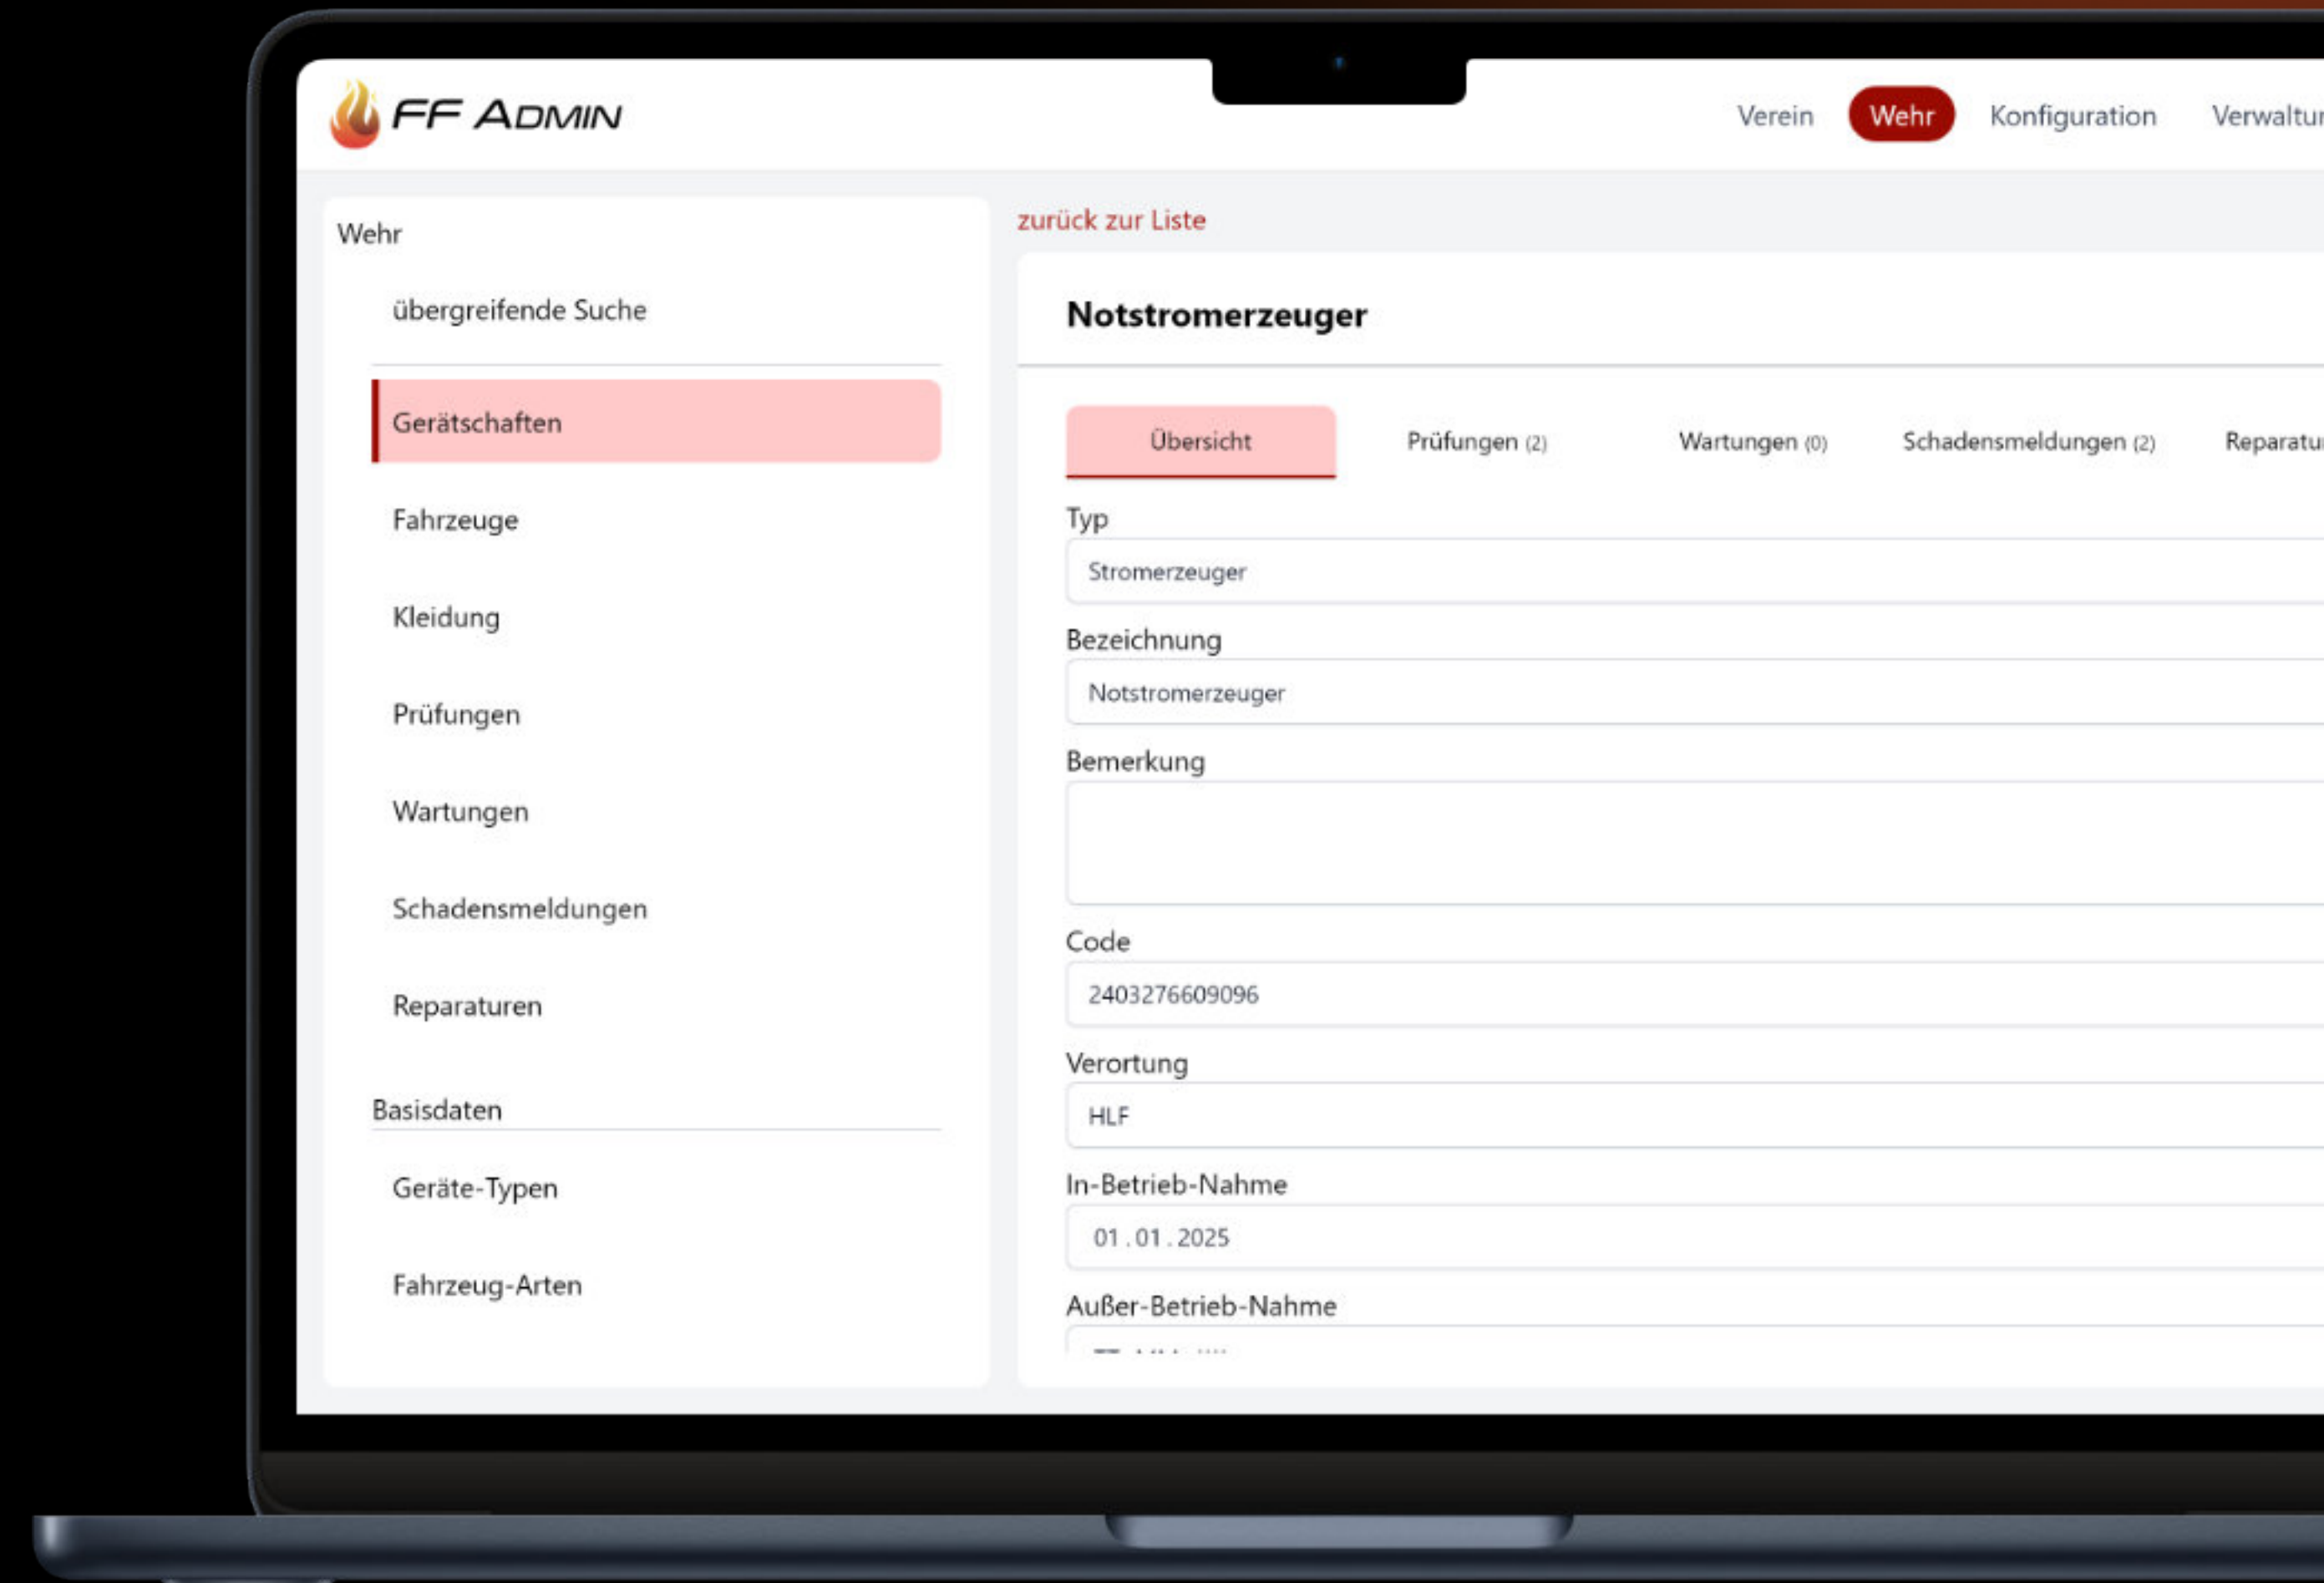 FF ADMIN
Verein Wehr Konfiguration
Wehr
übergreifende Suche
Gerätschaften
Fahrzeuge
Kleidung
Prüfungen
Wartungen
Schadensmeldungen
Reparaturen
Basisdaten
Geräte-Typen
Fahrzeug-Arten
zurück zur Liste
Notstromerzeuger
Übersicht Prüfungen (2) Wartungen (0) Schadensmeldungen (2)
Typ
Stromerzeuger
Bezeichnung
Notstromerzeuger
Bemerkung
Code
2403276609096
Verortung
HLF
In-Betrieb-Nahme
01.01.2025
Außer-Betrieb-Nahme